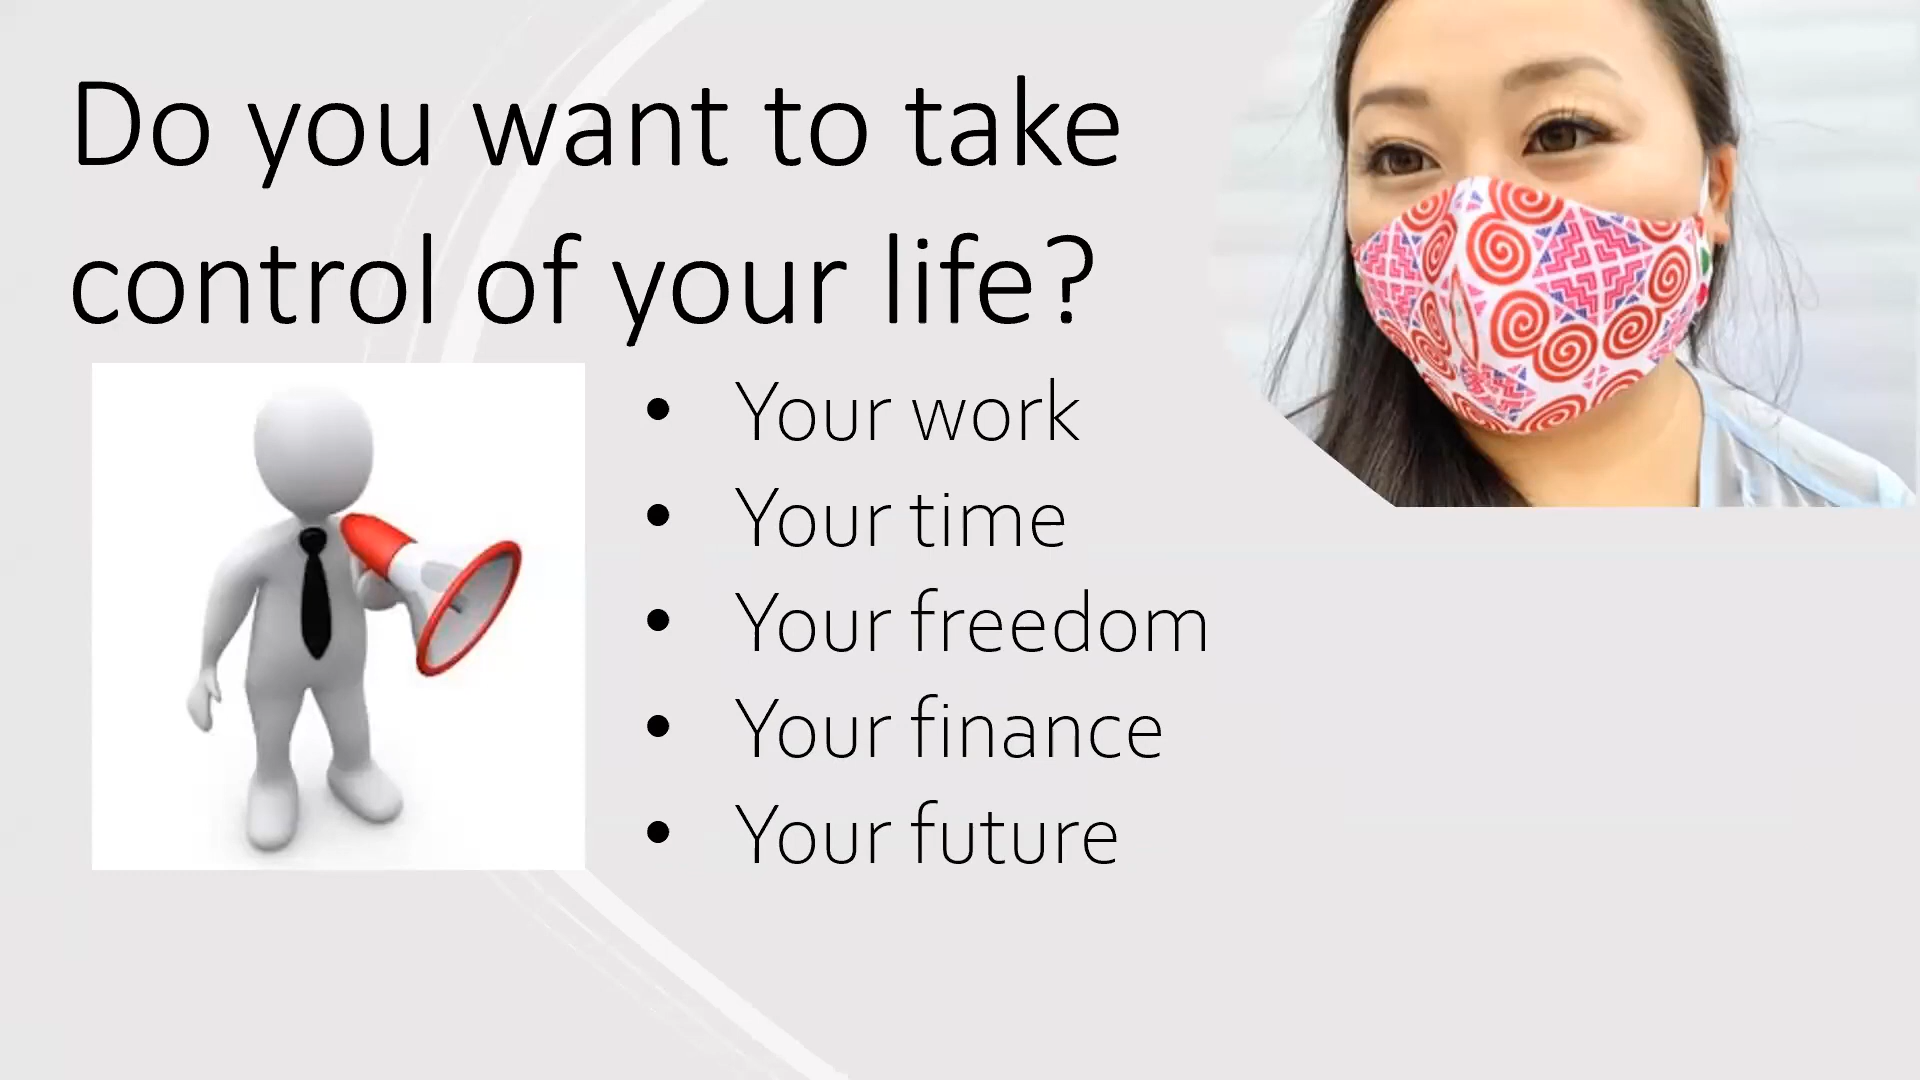 Do you want to take
control of your life?
• Your work
• Your time
• Your freedom
• Your finance
• Your future